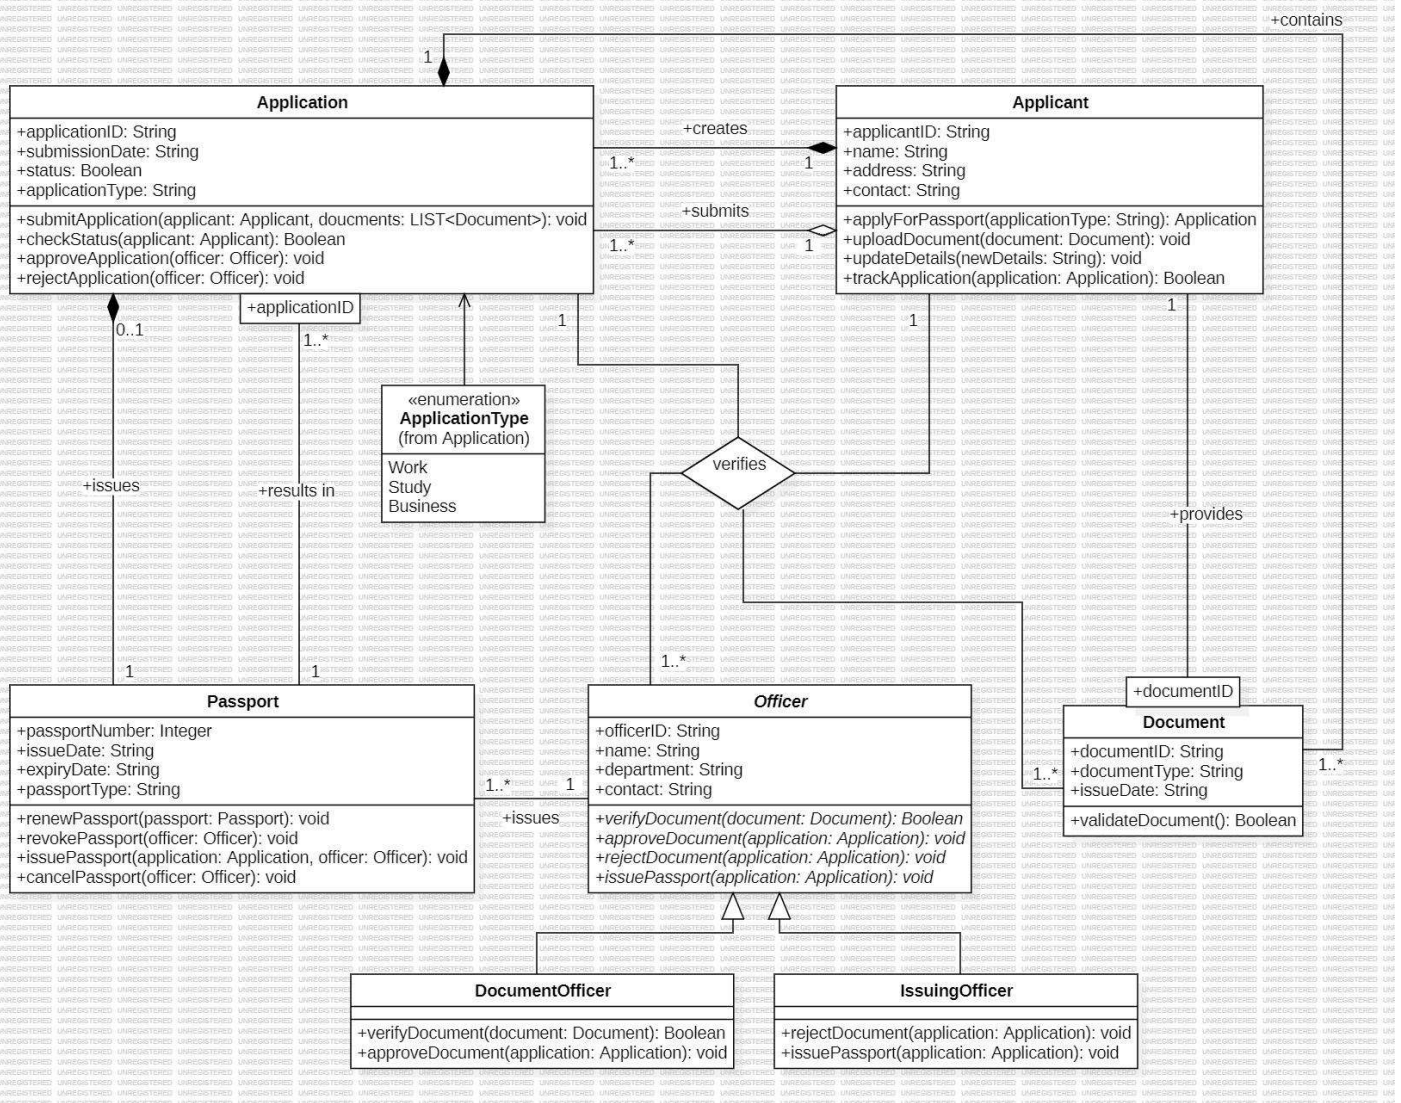 +contains
1
Application
+applicationID: String
+submissionDate: String
+status: Boolean
+applicationType: String
+submitApplication(applicant: Applicant, doucments: LIST<Document>): void
+checkStatus(applicant: Applicant): Boolean
+approveApplication(officer: Officer): void
+rejectApplication(officer: Officer): void
+creates
1..*
1
+submits
1..*
1
Applicant
+applicantID: String
+name: String
+address: String
+contact: String
+applyForPassport(applicationType: String): Application
+uploadDocument(document: Document): void
+updateDetails(newDetails: String): void
+trackApplication(application: Application): Boolean
0..1
+applicationID
1..*
1
1
1
«enumeration»
ApplicationType
(from Application)
Work
Study
Business
verifies
+issues
+results in
+provides
1
1
1..*
+documentID
Passport
+passportNumber: Integer
+issueDate: String
+expiryDate: String
+passportType: String
+renewPassport(passport: Passport): void
+revokePassport(officer: Officer): void
+issuePassport(application: Application, officer: Officer): void
+cancelPassport(officer: Officer): void
1..*
1
+issues
Officer
+officerID: String
+name: String
+department: String
+contact: String
+verifyDocument(document: Document): Boolean
+approveDocument(application: Application): void
+rejectDocument(application: Application): void
+issuePassport(application: Application): void
1..*
Document
+documentID: String
+documentType: String
+issueDate: String
+validateDocument(): Boolean
1..*
DocumentOfficer
+verifyDocument(document: Document): Boolean
+approveDocument(application: Application): void
IssuingOfficer
+rejectDocument(application: Application): void
+issuePassport(application: Application): void
UNREGISTERED